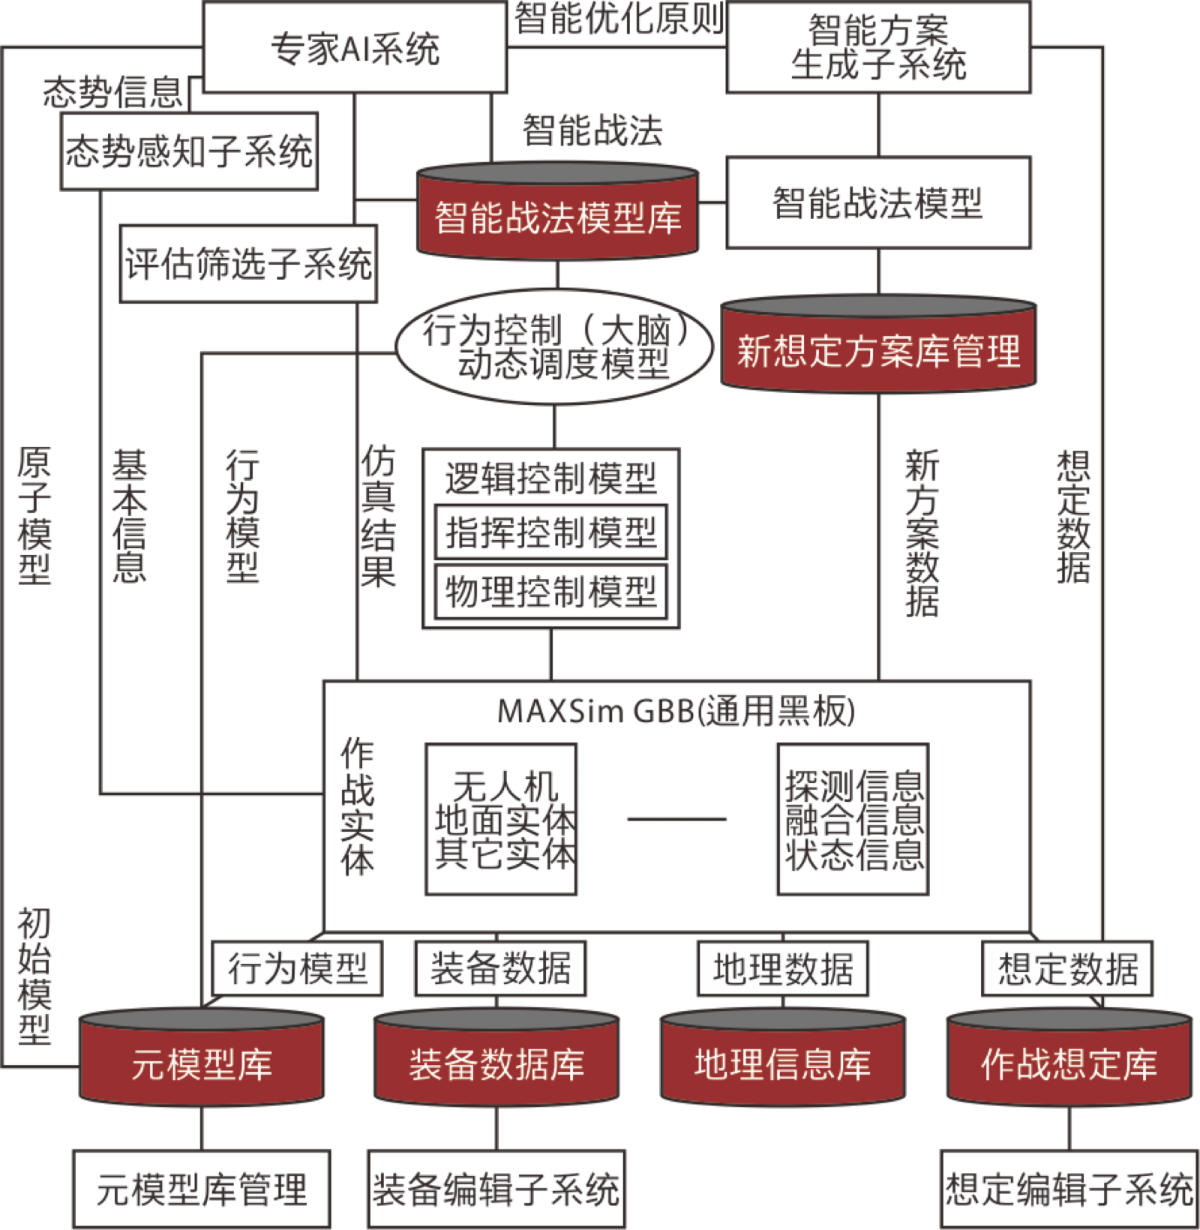 专家AI系统
智能优化原则
智能方案
生成子系统
态势信息
态势感知子系统
智能战法
智能战法模型库
智能战法模型
评估筛选子系统
行为控制（大脑）
动态调度模型
新想定方案库管理
原子模型
基本信息
行为模型
仿真结果
逻辑控制模型
指挥控制模型
物理控制模型
新方案数据
想定数据
MAXSim GBB(通用黑板)
作战实体
无人机
地面实体
其它实体
探测信息
融合信息
状态信息
初始模型
行为模型
装备数据
地理数据
想定数据
元模型库
装备数据库
地理信息库
作战想定库
元模型库管理
装备编辑子系统
想定编辑子系统